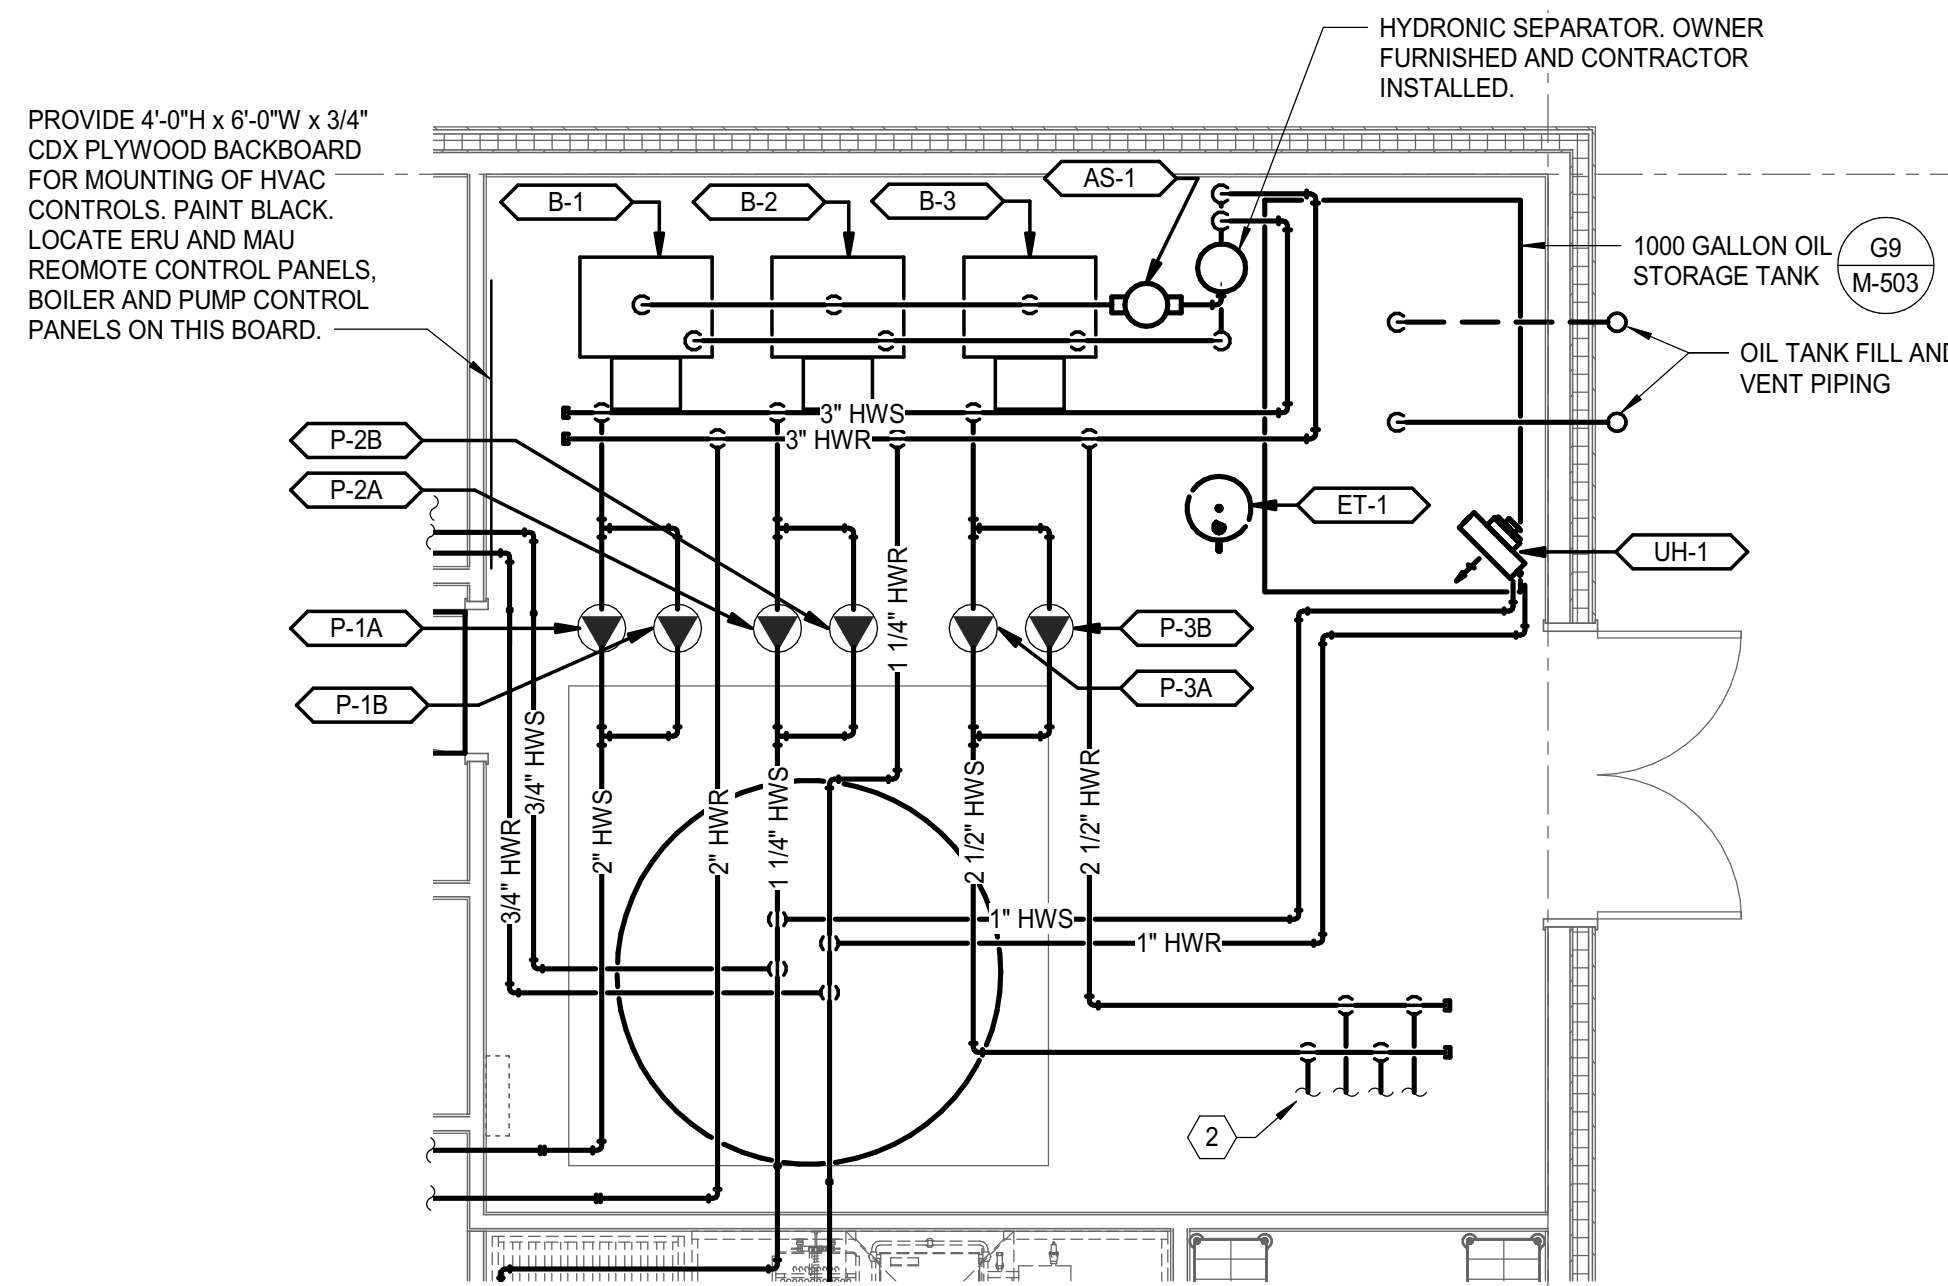 HYDRONIC SEPARATOR. OWNER
FURNISHED AND CONTRACTOR
INSTALLED.
PROVIDE 4'-0"H x 6'-0"W x 3/4"
CDX PLYWOOD BACKBOARD
FOR MOUNTING OF HVAC
CONTROLS. PAINT BLACK.
LOCATE ERU AND MAU
REOMOTE CONTROL PANELS,
BOILER AND PUMP CONTROL
PANELS ON THIS BOARD.
B-1
B-2
B-3
AS-1
1000 GALLON OIL
STORAGE TANK
G9
M-503
OIL TANK FILL AND
VENT PIPING
3" HWS
3" HWR
P-2B
P-2A
P-1A
P-1B
ET-1
UH-1
P-3B
P-3A
1 1/4" HWR
3/4" HWS
3/4" HWR
2" HWS
2" HWR
1 1/4" HWS
2 1/2" HWS
2 1/2" HWR
1" HWS
1" HWR
2